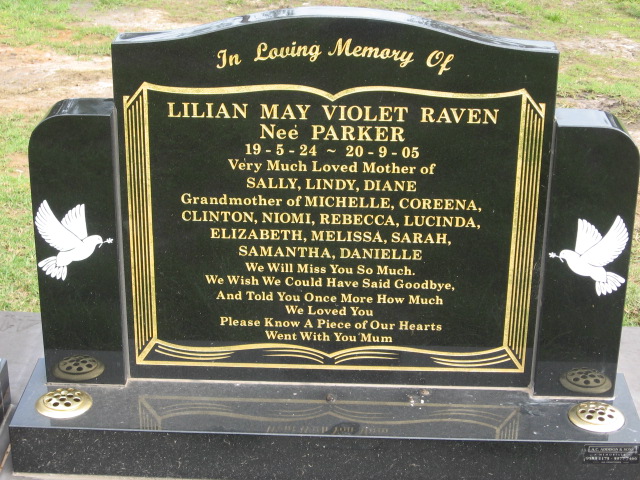 In Loving Memory Of
LILIAN MAY VIOLET RAVEN
Neé PARKER
19-5-24 ~ 20-9-05
Very Much Loved Mother of
SALLY, LINDY, DIANE
Grandmother of MICHELLE, COREENA,
CLINTON, NIOMI, REBECCA, LUCINDA,
ELIZABETH, MELISSA, SARAH,
SAMANTHA, DANIELLE
We Will Miss You So Much.
We Wish We Could Have Said Goodbye,
And Told You Once More How Much
We Loved You
Please Know A Piece of Our Hearts
Went With You Mum